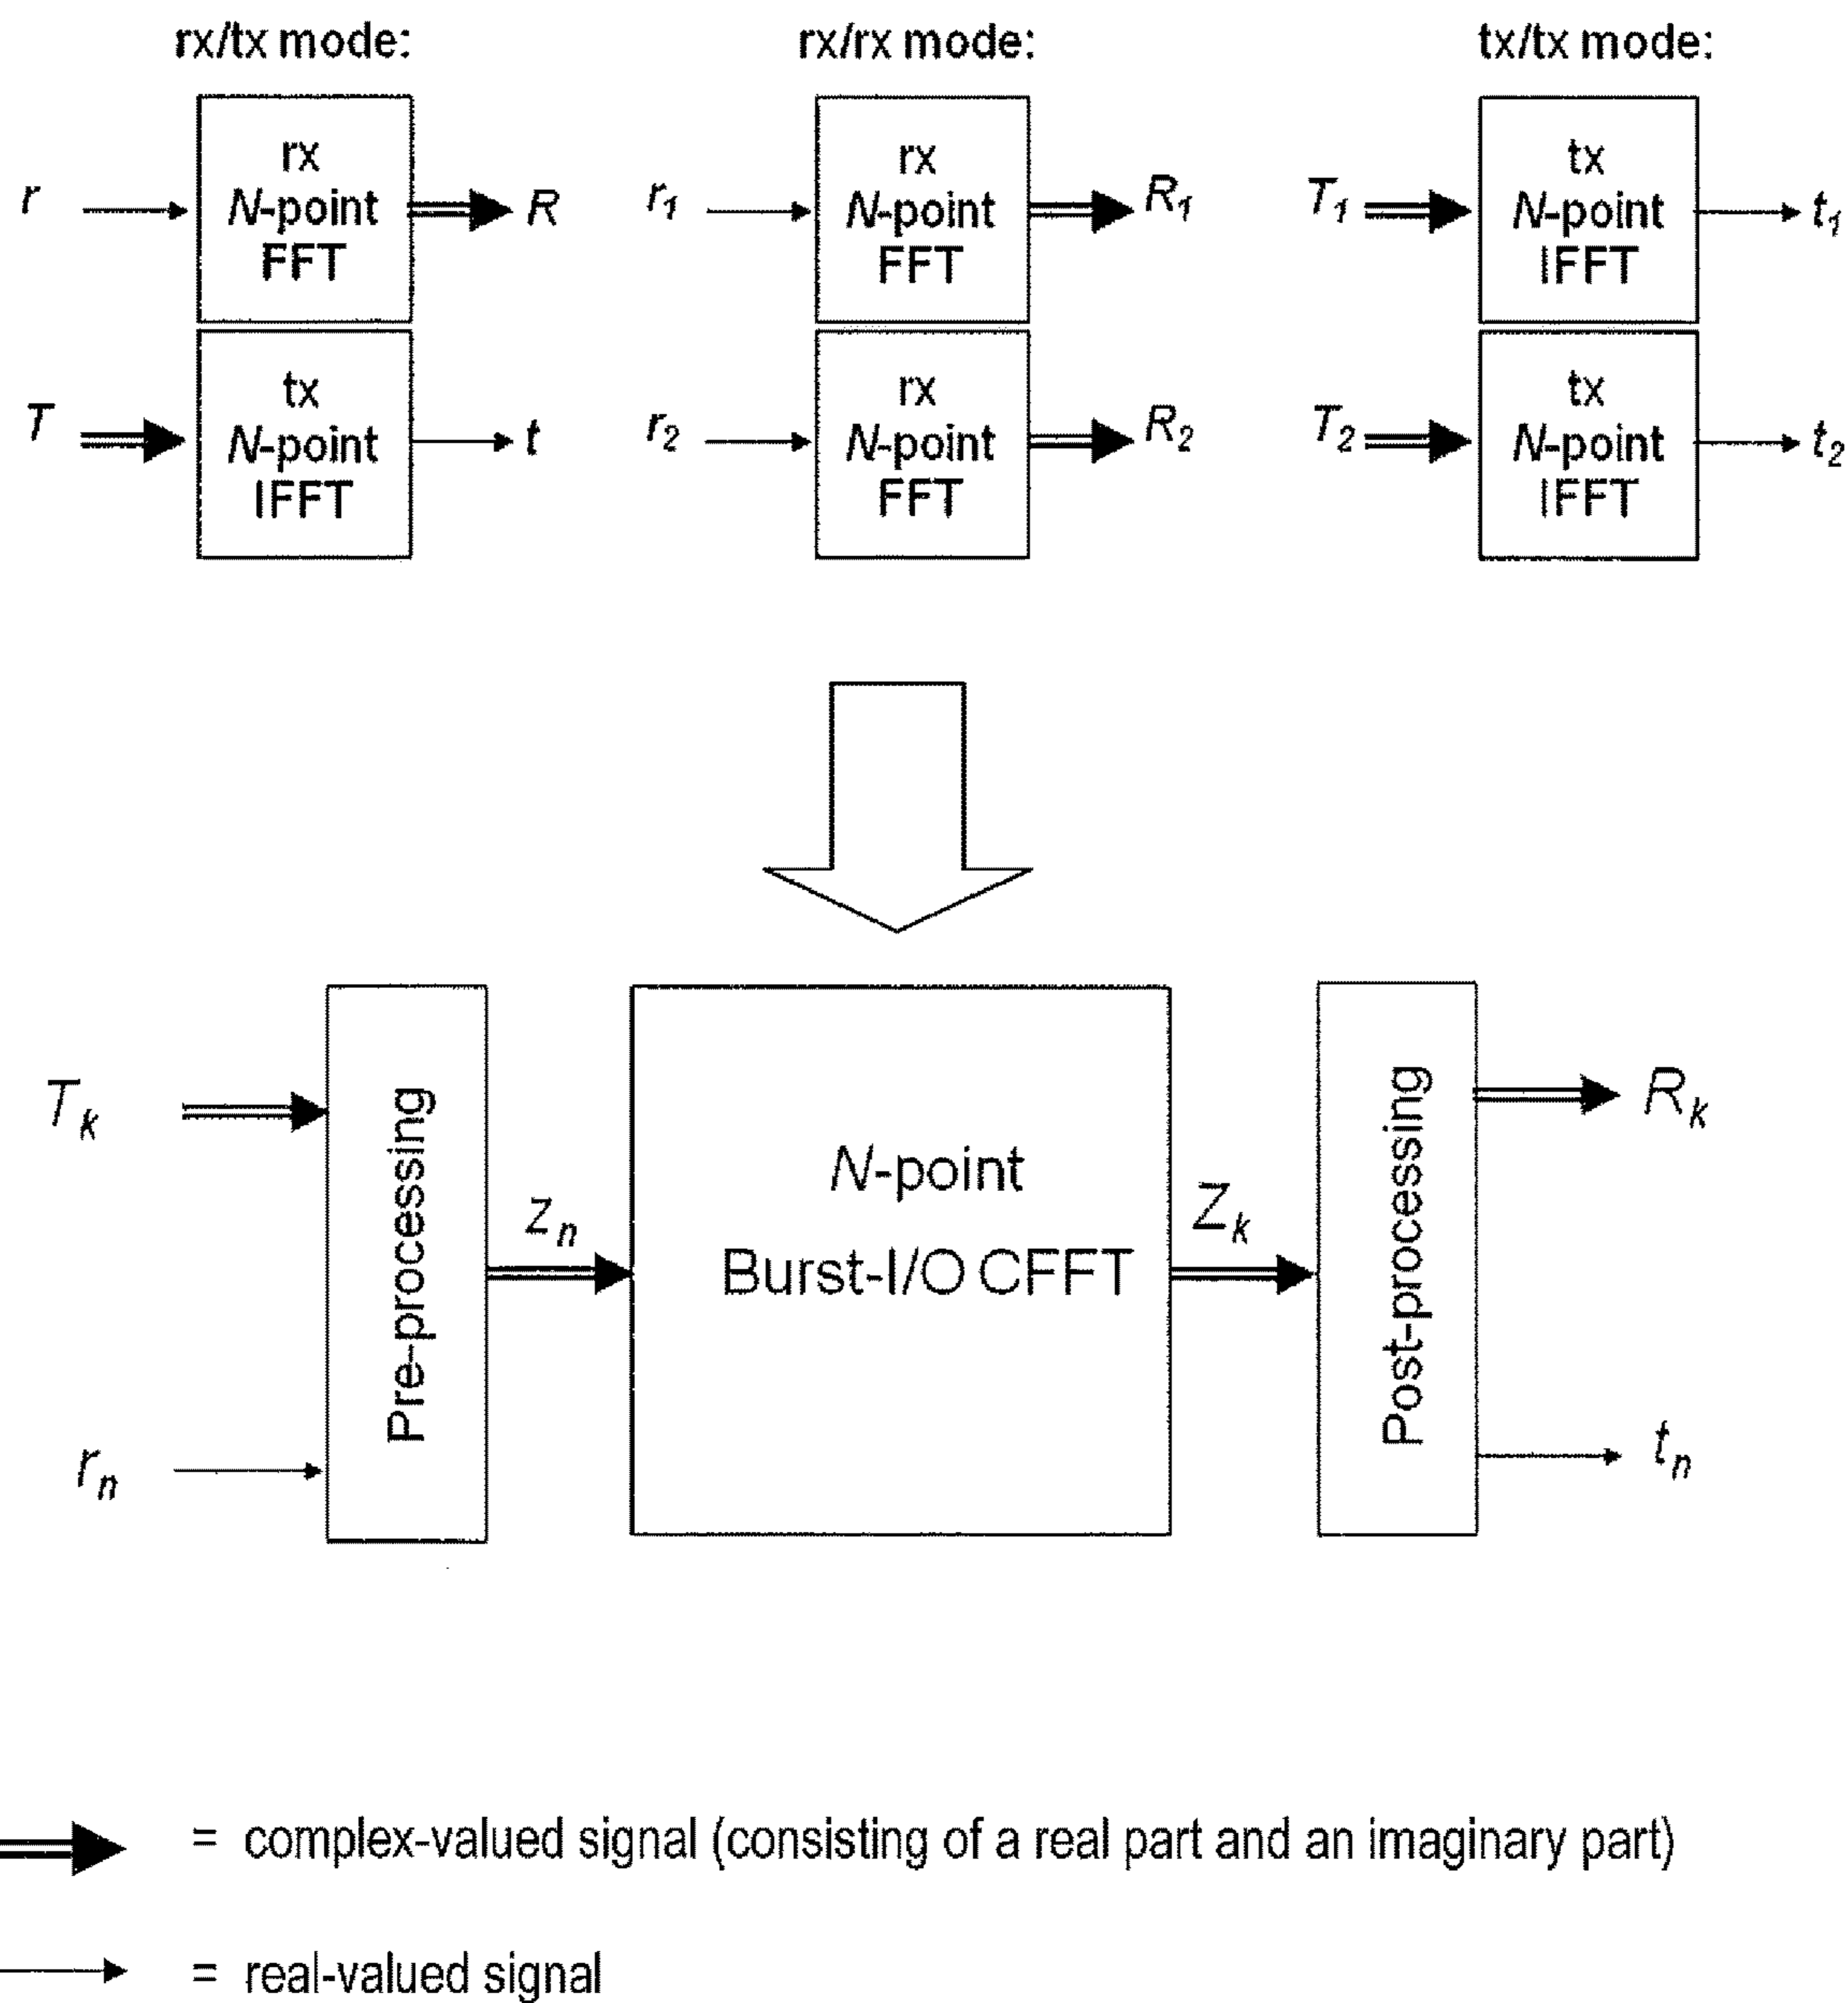 rx/tx mode:
rx/rx mode:
tx/tx mode:
r
rx
N-point
FFT
R
r1
rx
N-point
FFT
R1
T1
tx
N-point
IFFT
t1
T
tx
N-point
IFFT
t
r2
rx
N-point
FFT
R2
T2
tx
N-point
IFFT
t2
Tk
rn
Pre-processing
zn
N-point
Burst-I/O CFFT
Zk
Post-processing
Rk
tn
= complex-valued signal (consisting of a real part and an imaginary part)
= real-valued signal